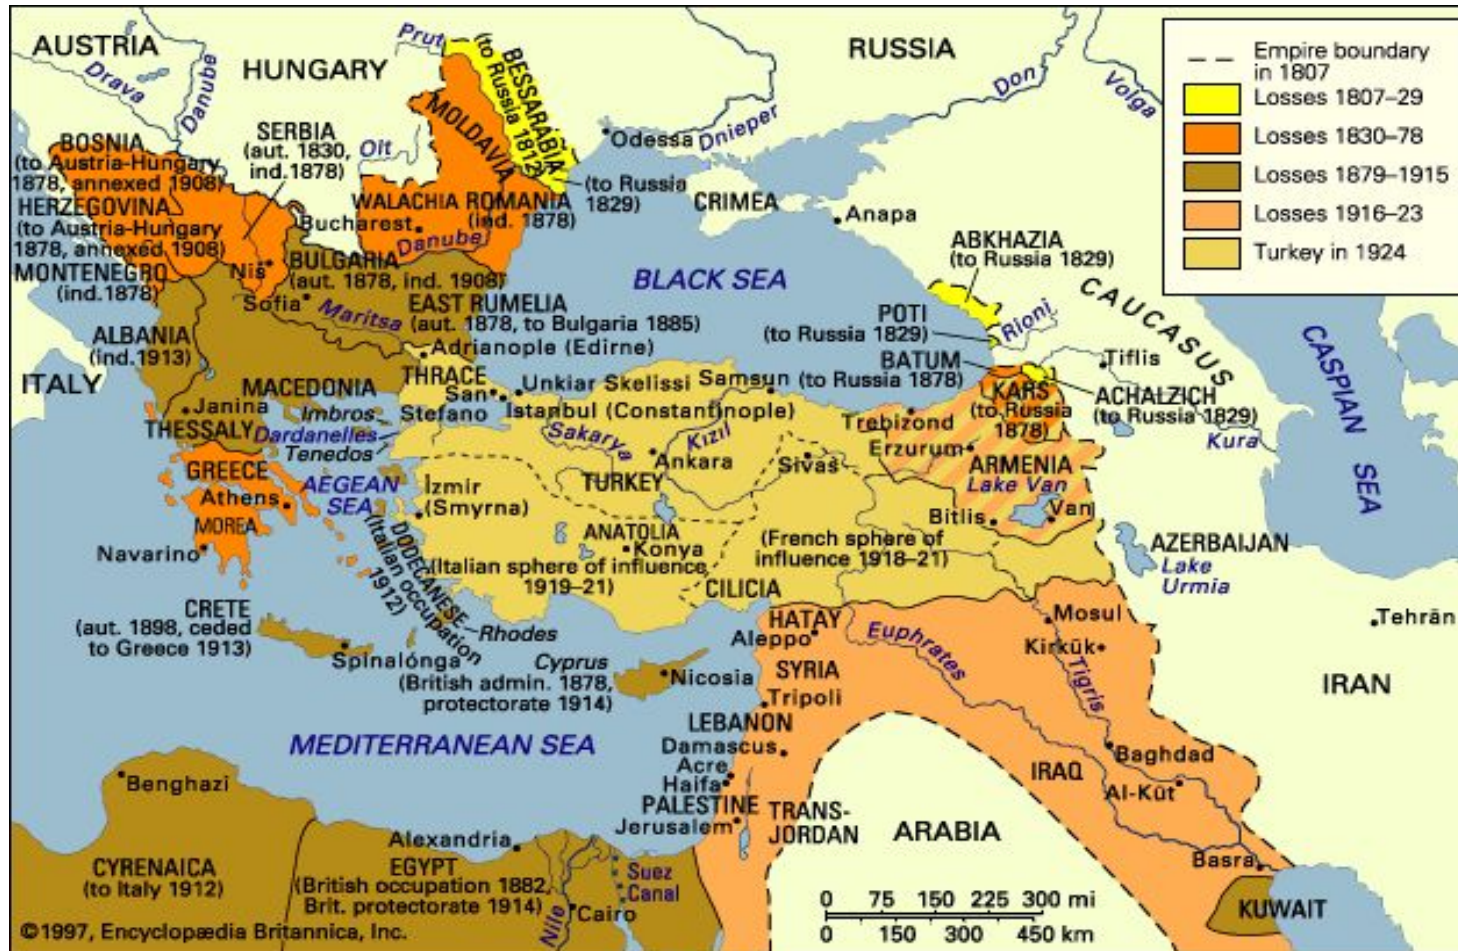 AUSTRIA
Drava
Danube
HUNGARY
Prut
BESSARABIA
(to Russia 1812)
MOLDAVIA
RUSSIA
Don
Volga
Empire boundary
in 1807
Losses 1807–29
Losses 1830–78
Losses 1879–1915
Losses 1916–23
Turkey in 1924
BOSNIA
(to Austria-Hungary
1878, annexed 1908)
HERZEGOVINA
(to Austria-Hungary
1878, annexed 1908)
MONTENEGRO
(ind.1878)
SERBIA
(aut. 1830,
ind.1878)
Olt
Odessa
Dnieper
(to Russia
1829)
CRIMEA
Anapa
WALACHIA
ROMANIA
(ind. 1878)
Bucharest
Danube
Niš
BULGARIA
(aut. 1878, ind. 1908)
Sofia
Maritsa
EAST RUMELIA
(aut. 1878, to Bulgaria 1885)
BLACK SEA
ABKHAZIA
(to Russia 1829)
CAUCASUS
POTI
(to Russia 1829)
Rioni
BATUM
(to Russia 1878)
Tiflis
KARS
(to Russia
1878)
ACHALZICH
(to Russia 1829)
Kura
CASPIAN SEA
ITALY
ALBANIA
(ind.1913)
Adrianople (Edirne)
THRACE
San
Stefano
Unkiar Skelissi
Samsun
Istanbul (Constantinople)
MACEDONIA
Janina
Imbros
Dardanelles
Tenedos
THESSALY
Sakarya
Kizil
Ankara
Sivas
Trebizond
Erzurum
ARMENIA
Lake Van
Van
Bitlis
GREECE
Athens
MOREA
Navarino
AEGEAN
SEA
Izmir
(Smyrna)
TURKEY
ANATOLIA
Konya
(Italian sphere of influence
1919–21)
(French sphere of
influence 1918–21)
CILICIA
DODECANESE
(Italian occupation
1912)
Rhodes
AZERBAIJAN
Lake
Urmia
Tehrān
IRAN
CRETE
(aut. 1898, ceded
to Greece 1913)
Spinalónga
Cyprus
(British admin. 1878,
protectorate 1914)
Nicosia
HATAY
Aleppo
SYRIA
Tripoli
LEBANON
Damascus
Acre
Haifa
PALESTINE
Jerusalem
TRANS-
JORDAN
Euphrates
Mosul
Kirkūk
Tigris
Baghdad
IRAQ
Al-Kūt
Basra
KUWAIT
ARABIA
MEDITERRANEAN SEA
Benghazi
CYRENAICA
(to Italy 1912)
Alexandria
EGYPT
(British occupation 1882,
Brit. protectorate 1914)
Suez
Canal
Nile
Cairo
0 75 150 225 300 mi
0 150 300 450 km
©1997, Encyclopædia Britannica, Inc.